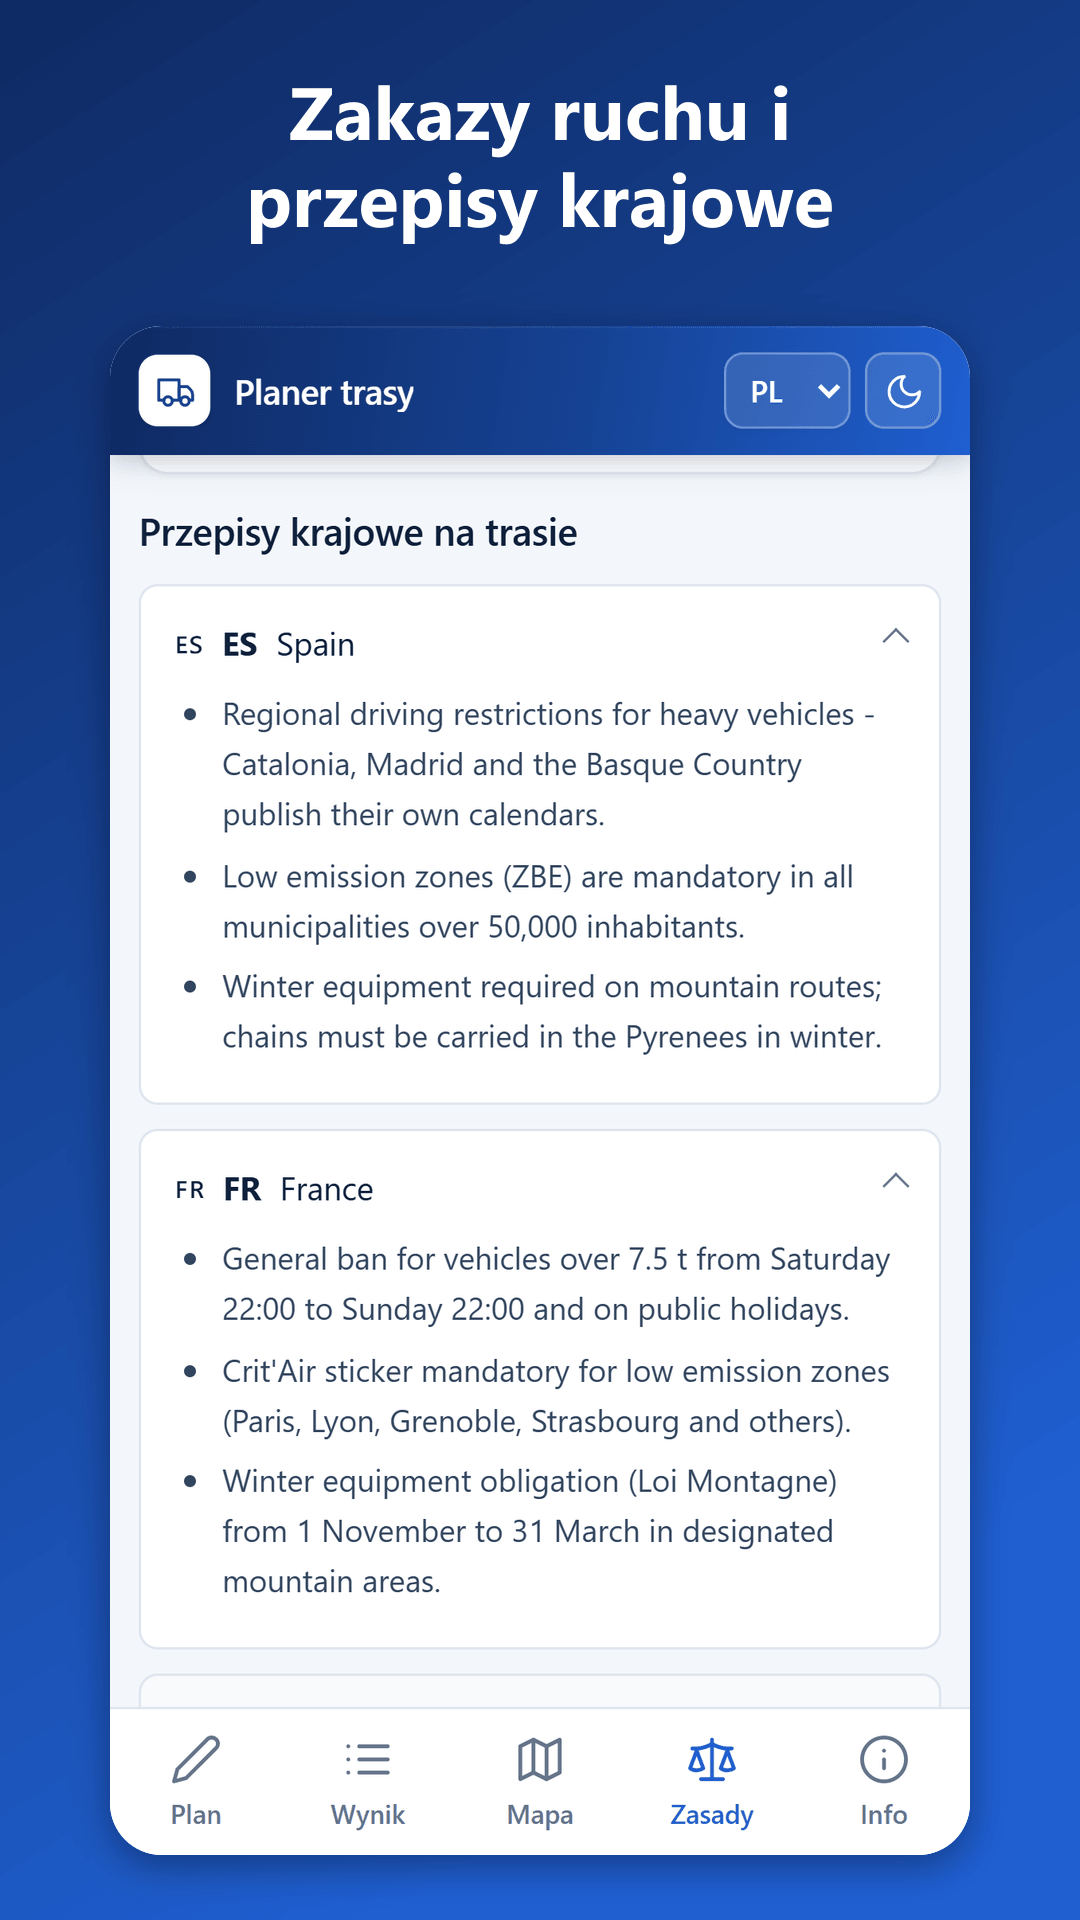 Zakazy ruchu i
przepisy krajowe
Planer trasy
PL
Przepisy krajowe na trasie
ES ES Spain
Regional driving restrictions for heavy vehicles -
Catalonia, Madrid and the Basque Country
publish their own calendars.
Low emission zones (ZBE) are mandatory in all
municipalities over 50,000 inhabitants.
Winter equipment required on mountain routes;
chains must be carried in the Pyrenees in winter.
FR FR France
General ban for vehicles over 7.5 t from Saturday
22:00 to Sunday 22:00 and on public holidays.
Crit'Air sticker mandatory for low emission zones
(Paris, Lyon, Grenoble, Strasbourg and others).
Winter equipment obligation (Loi Montagne)
from 1 November to 31 March in designated
mountain areas.
Plan
Wynik
Mapa
Zasady
Info